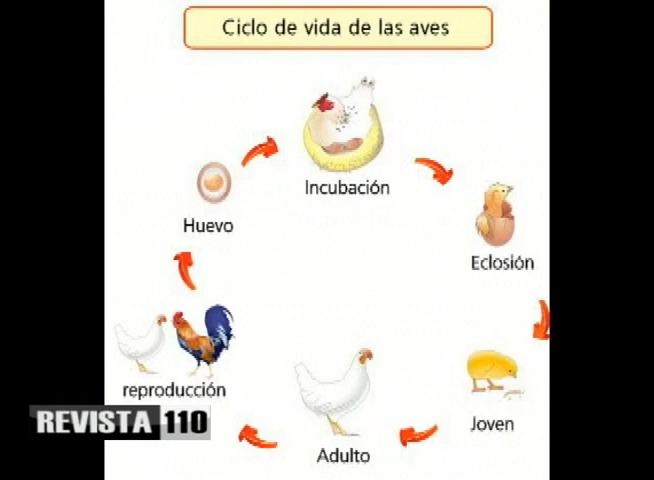 Ciclo de vida de las aves
Incubación
Huevo
Eclosión
reproducción
Joven
Adulto
REVISTA 110